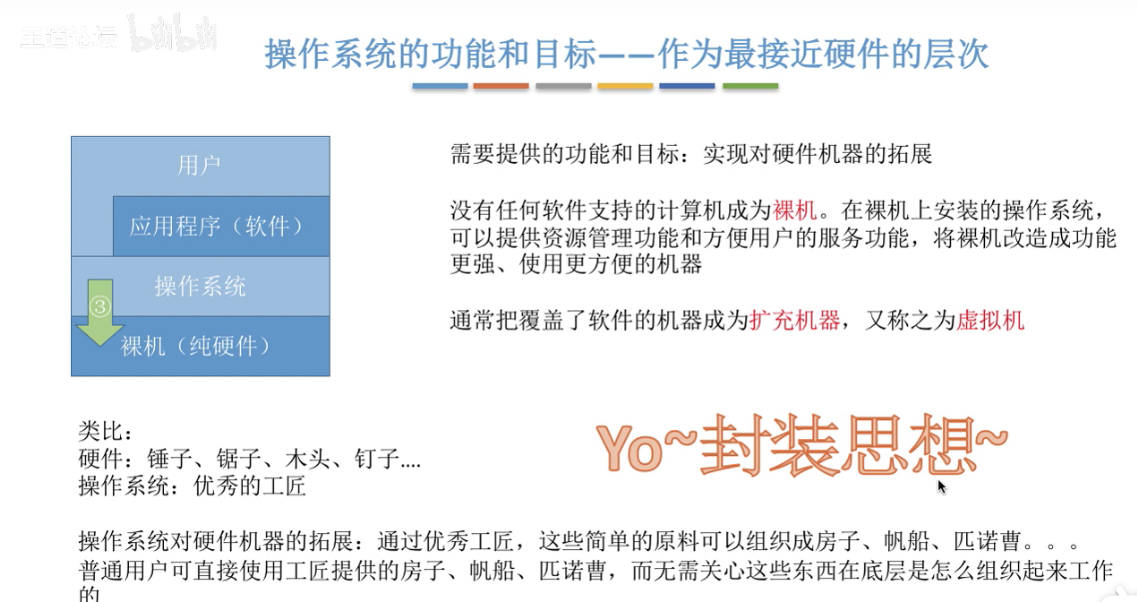 王道论坛 bilibili
操作系统的功能和目标——作为最接近硬件的层次
用户
应用程序（软件）
操作系统
③
裸机（纯硬件）
需要提供的功能和目标：实现对硬件机器的拓展
没有任何软件支持的计算机成为裸机。在裸机上安装的操作系统，
可以提供资源管理功能和方便用户的服务功能，将裸机改造成功能
更强、使用更方便的机器
通常把覆盖了软件的机器成为扩充机器，又称之为虚拟机
类比：
硬件：锤子、锯子、木头、钉子....
操作系统：优秀的工匠
Yo~封装思想~
操作系统对硬件机器的拓展：通过优秀工匠，这些简单的原料可以组织成房子、帆船、匹诺曹。。。
普通用户可直接使用工匠提供的房子、帆船、匹诺曹，而无需关心这些东西在底层是怎么组织起来工作
的